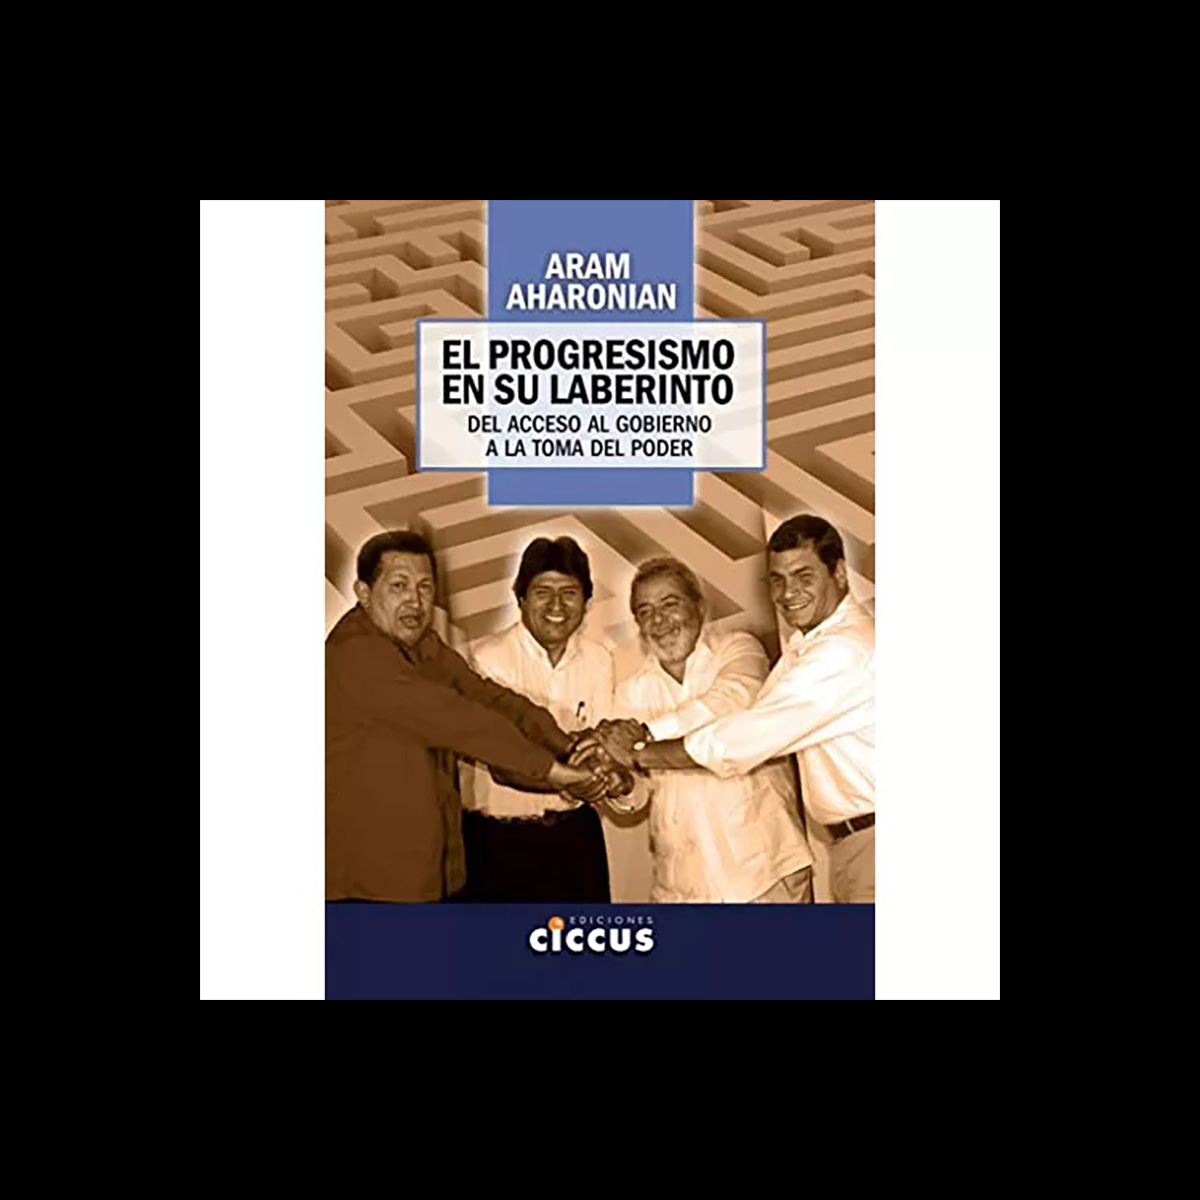 ARAM
AHARONIAN
EL PROGRESISMO
EN SU LABERINTO
DEL ACCESO AL GOBIERNO
A LA TOMA DEL PODER
EDICIONES
CICCUS